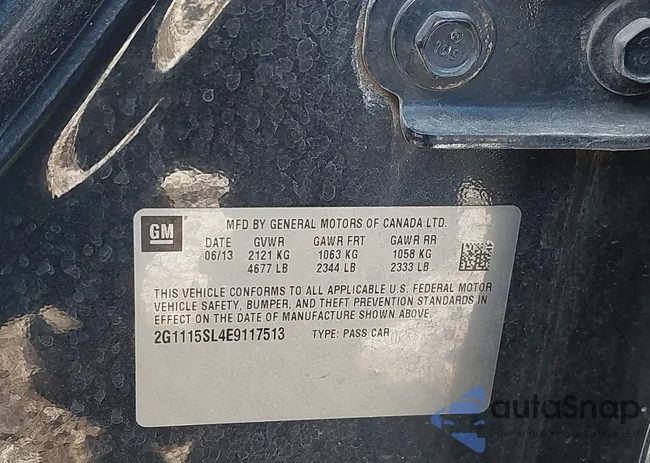 GM
MFD BY GENERAL MOTORS OF CANADA LTD.
DATE GVWR GAWR FRT GAWR RR
06/13 2121 KG 1063 KG 1058 KG
4677 LB 2344 LB 2333 LB
THIS VEHICLE CONFORMS TO ALL APPLICABLE U.S. FEDERAL MOTOR
VEHICLE SAFETY, BUMPER, AND THEFT PREVENTION STANDARDS IN
EFFECT ON THE DATE OF MANUFACTURE SHOWN ABOVE.
2G1115SL4E9117513 TYPE: PASS CAR
autoSnap